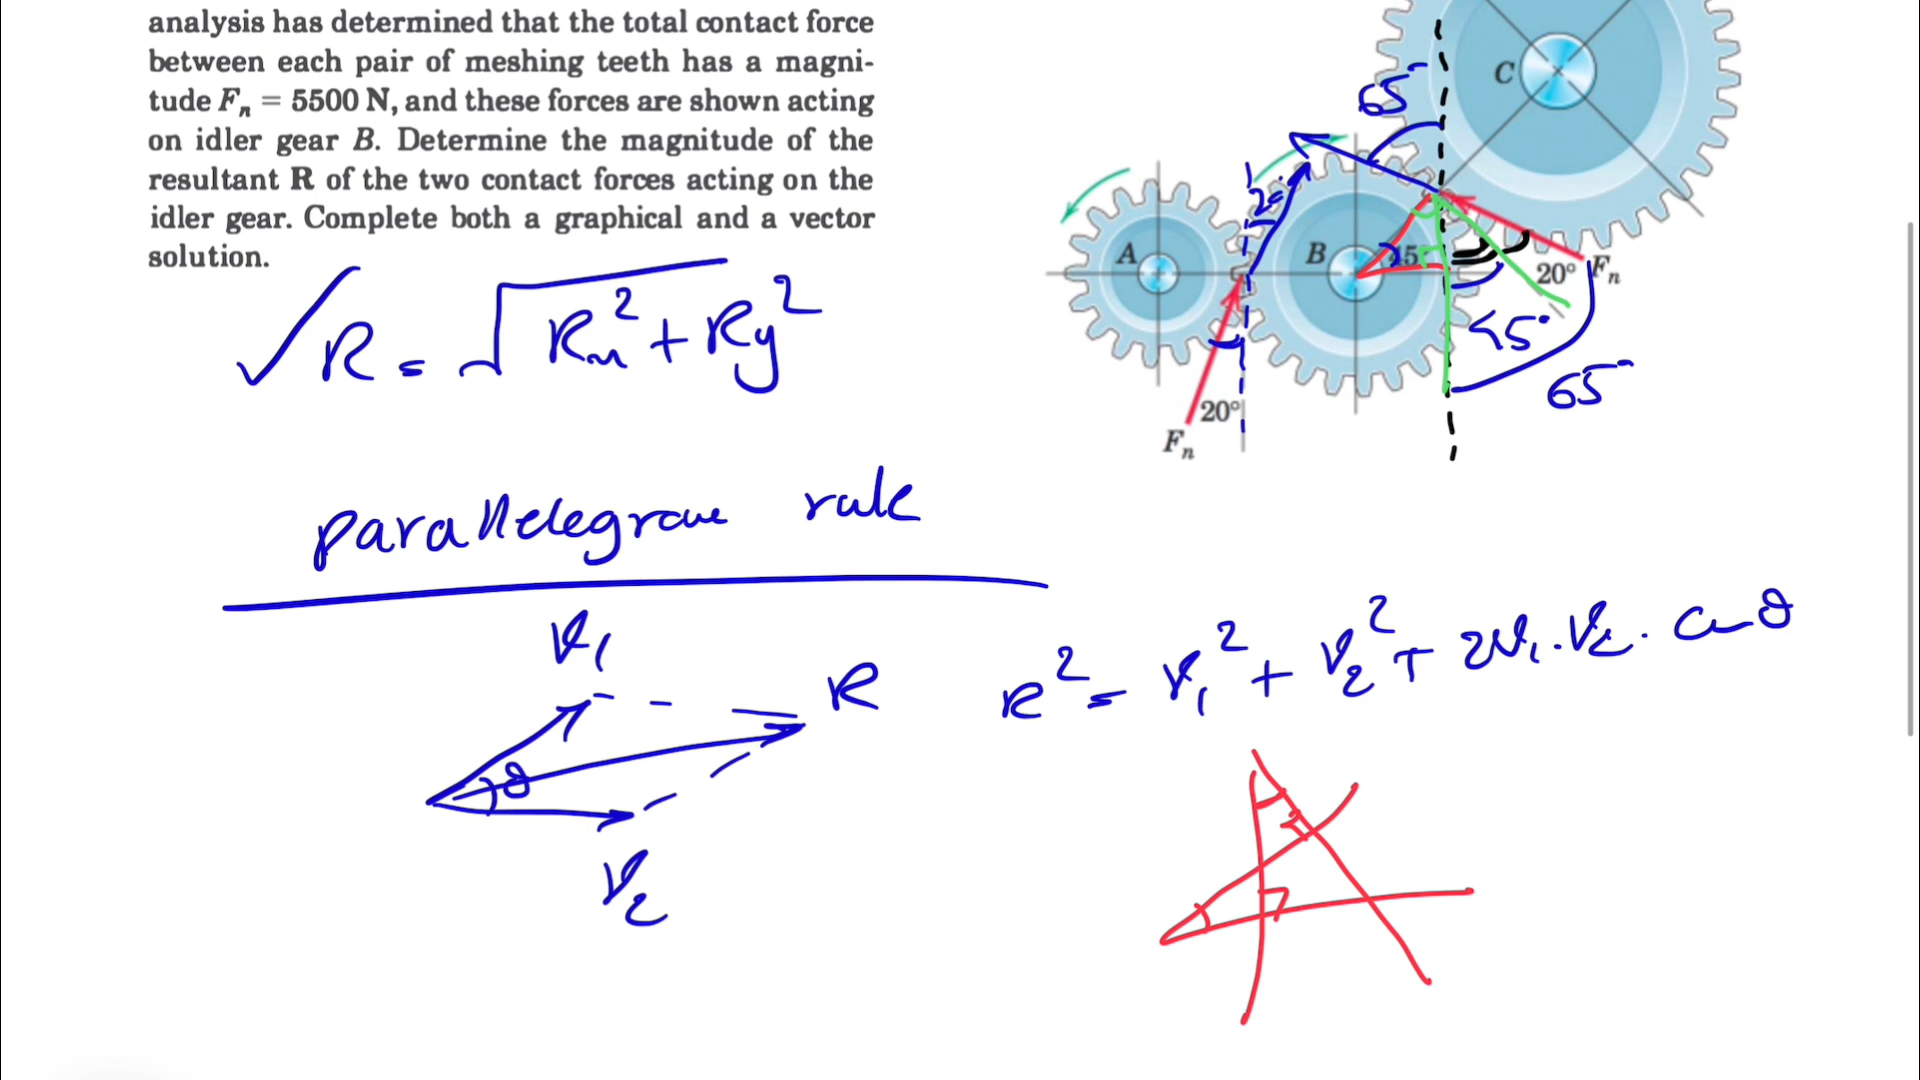 analysis has determined that the total contact force
between each pair of meshing teeth has a magni-
tude Fₙ = 5500 N, and these forces are shown acting
on idler gear B. Determine the magnitude of the
resultant R of the two contact forces acting on the
idler gear. Complete both a graphical and a vector
solution.
C
65°
20°
A
B
45°
20° Fₙ
45°
65°
20°
Fₙ
R = √Rx² + Ry²
parallelegram rule
V₁
R
R² = V₁² + V₂² + 2V₁.V₂. cosθ
θ
V₂